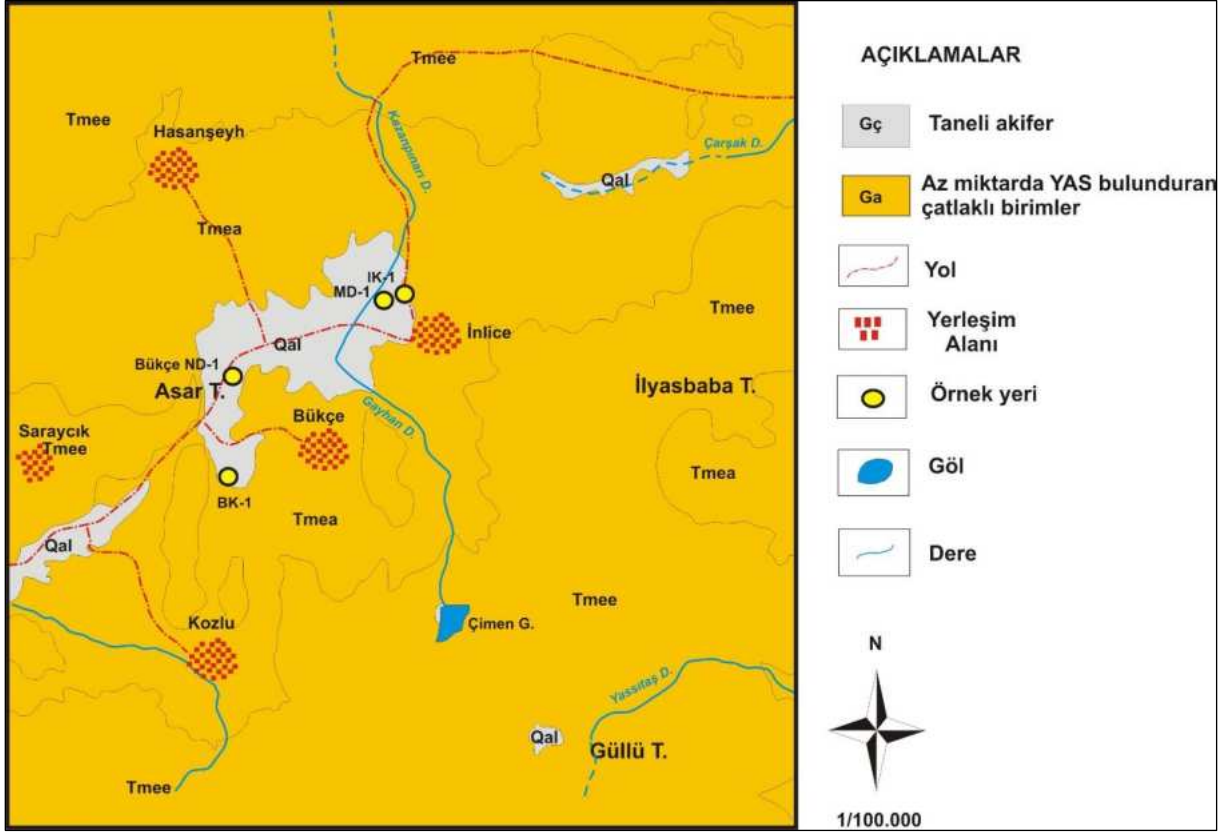 Tmee
Tmee
Hasanşeyh
Kazanpınarı D.
Çarşak D.
Qal
Tmea
IK-1
MD-1
Tmee
İnlice
Qal
Bükçe ND-1
Asar T.
İlyasbaba T.
Gayhan D.
Bükçe
Saraycık
Tmee
Tmea
BK-1
Tmea
Qal
Tmee
Kozlu
Çimen G.
Yassıtaş D.
Qal
Güllü T.
Tmee
AÇIKLAMALAR
Gç
Taneli akifer
Ga
Az miktarda YAS bulunduran
çatlaklı birimler
Yol
Yerleşim
Alanı
Örnek yeri
Göl
Dere
N
1/100.000